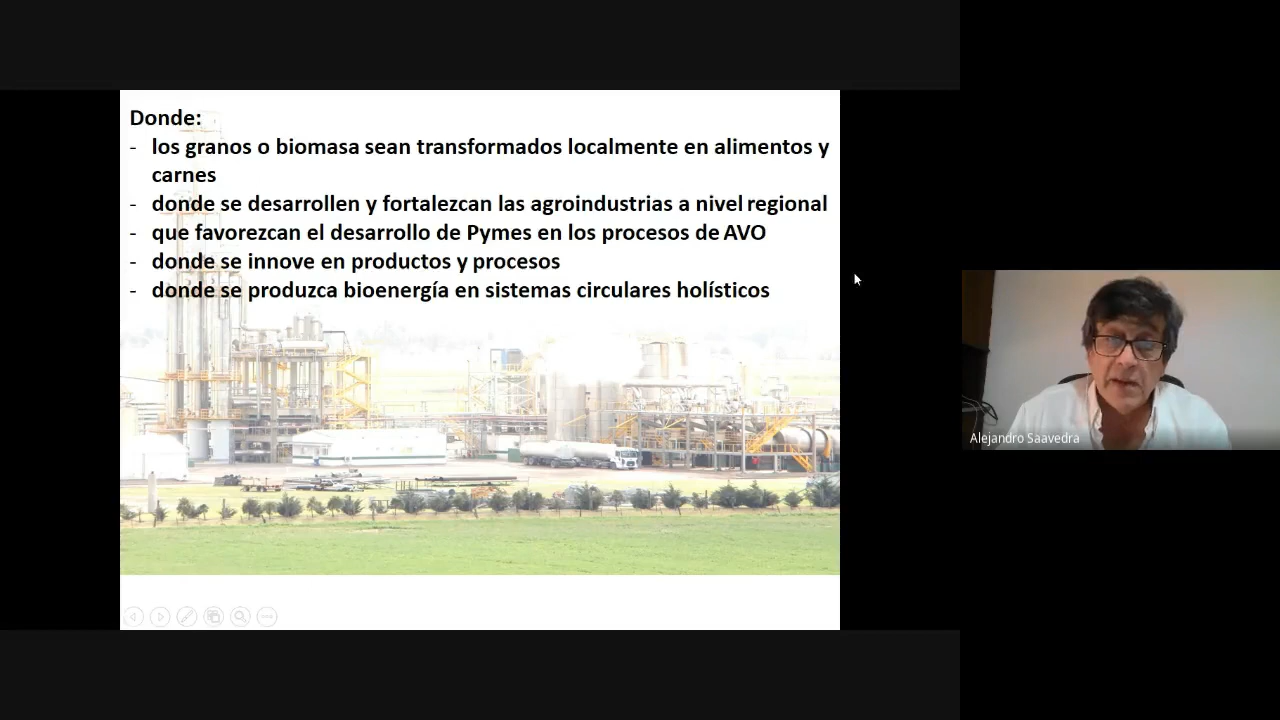 Donde:
- los granos o biomasa sean transformados localmente en alimentos y
carnes
- donde se desarrollen y fortalezcan las agroindustrias a nivel regional
- que favorezcan el desarrollo de Pymes en los procesos de AVO
- donde se innove en productos y procesos
- donde se produzca bioenergía en sistemas circulares holísticos
Alejandro Saavedra